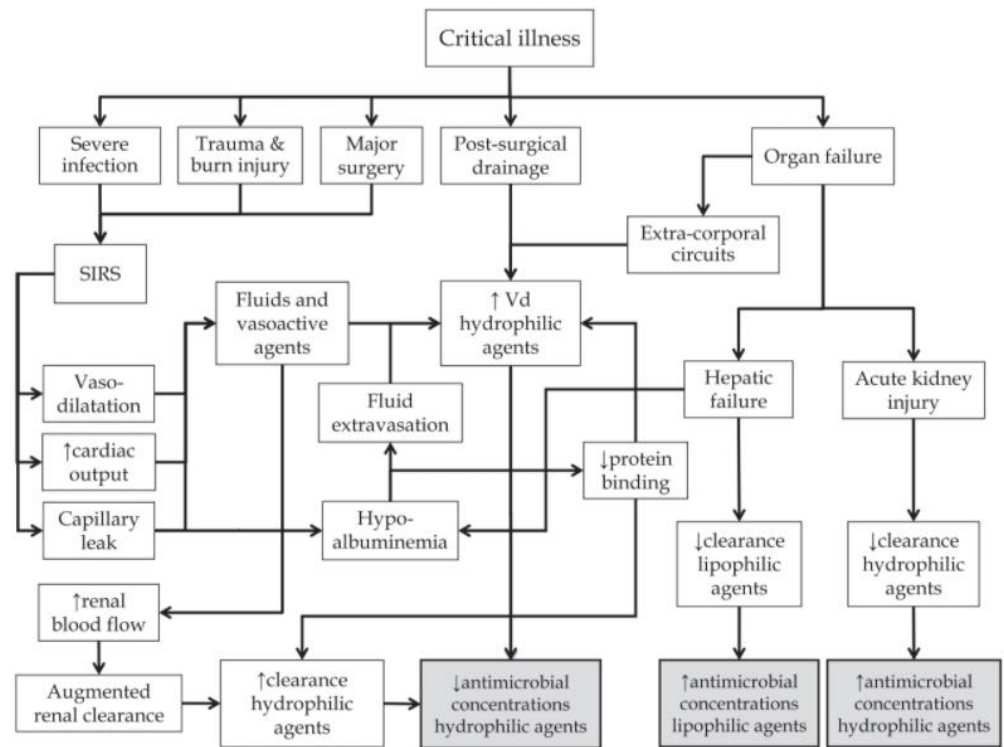 Critical illness
Severe
infection
Trauma &
burn injury
Major
surgery
Post-surgical
drainage
Organ failure
Extra-corporal
circuits
SIRS
Fluids and
vasoactive
agents
↑ Vd
hydrophilic
agents
Vaso-
dilatation
Fluid
extravasation
Hepatic
failure
Acute kidney
injury
↑cardiac
output
↓protein
binding
Capillary
leak
Hypo-
albuminemia
↓clearance
lipophilic
agents
↓clearance
hydrophilic
agents
↑renal
blood flow
Augmented
renal clearance
↑clearance
hydrophilic
agents
↓antimicrobial
concentrations
hydrophilic agents
↑antimicrobial
concentrations
lipophilic agents
↑antimicrobial
concentrations
hydrophilic agents